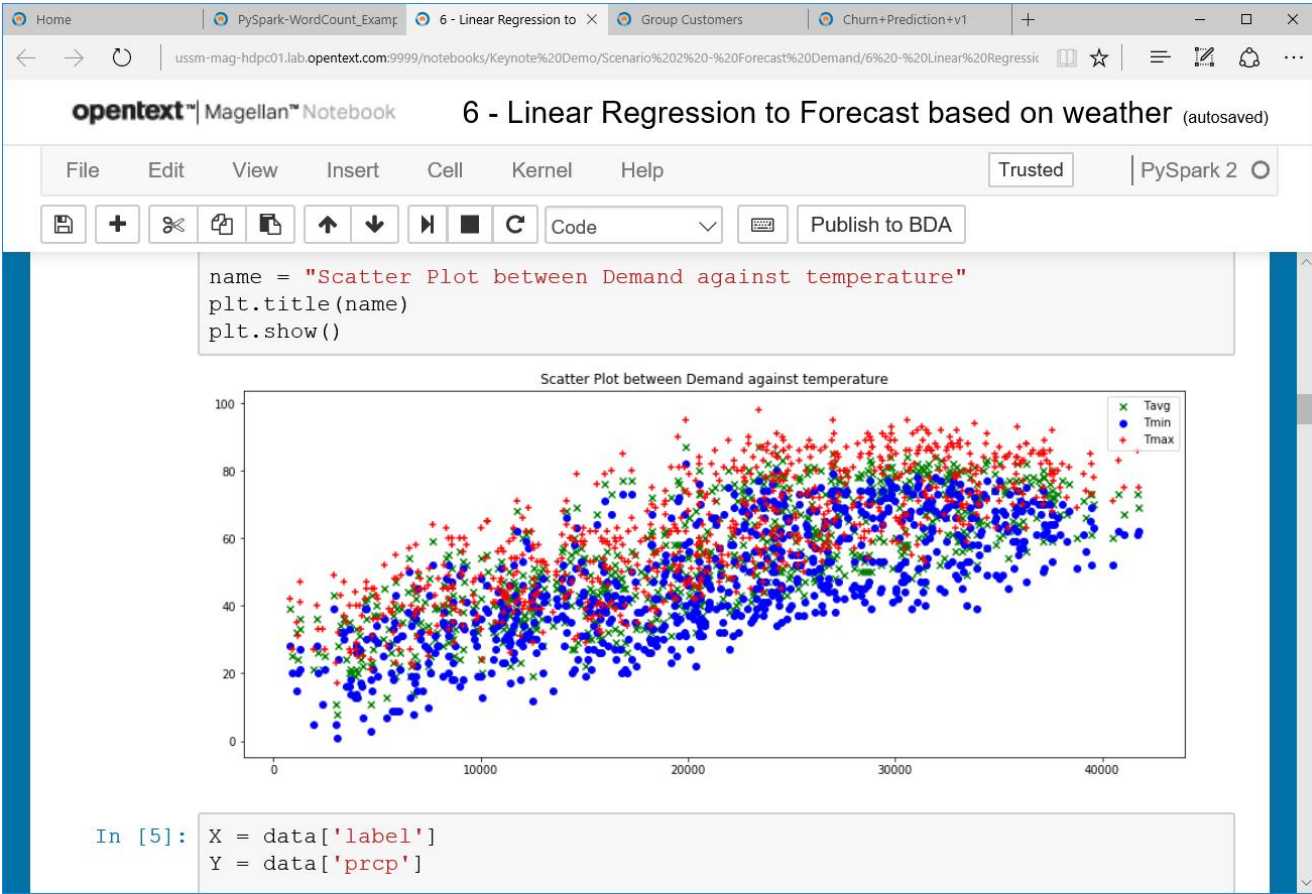 Home
PySpark-WordCount_Examp
6 - Linear Regression to
Group Customers
Churn+Prediction+v1
ussm-mag-hdpc01.lab.opentext.com:9999/notebooks/Keynote%20Demo/Scenario%202%20-%20Forecast%20Demand/6%20-%20Linear%20Regressic
opentext™ | Magellan™ Notebook
6 - Linear Regression to Forecast based on weather (autosaved)
File Edit View Insert Cell Kernel Help
Trusted
PySpark 2
Code
Publish to BDA
name = "Scatter Plot between Demand against temperature"
plt.title(name)
plt.show()
Scatter Plot between Demand against temperature
Tavg
Tmin
Tmax
100
80
60
40
20
0
0 10000 20000 30000 40000
In [5]: X = data['label']
Y = data['prcp']